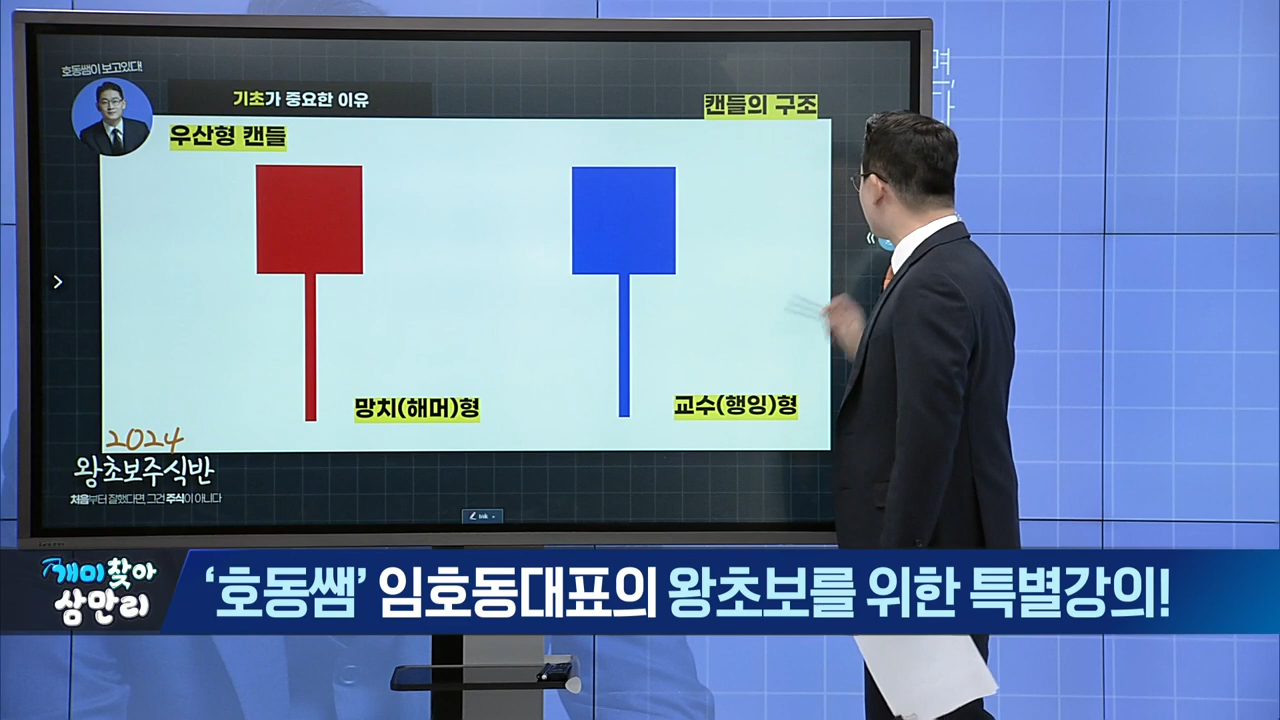 호동쌤이 보고있다!
기초가 중요한 이유
캔들의 구조
우산형 캔들
망치(해머)형
교수(행잉)형
2024
왕초보주식반
처음부터 잘했다면, 그건 주식이 아니다
개미찾아
삼만리
‘호동쌤’ 임호동대표의 왕초보를 위한 특별강의!